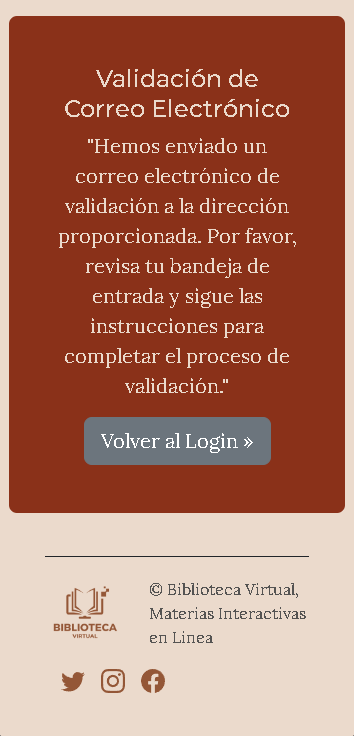 Validación de
Correo Electrónico
"Hemos enviado un
correo electrónico de
validación a la dirección
proporcionada. Por favor,
revisa tu bandeja de
entrada y sigue las
instrucciones para
completar el proceso de
validación."
Volver al Login »
BIBLIOTECA
VIRTUAL
© Biblioteca Virtual,
Materias Interactivas
en Linea